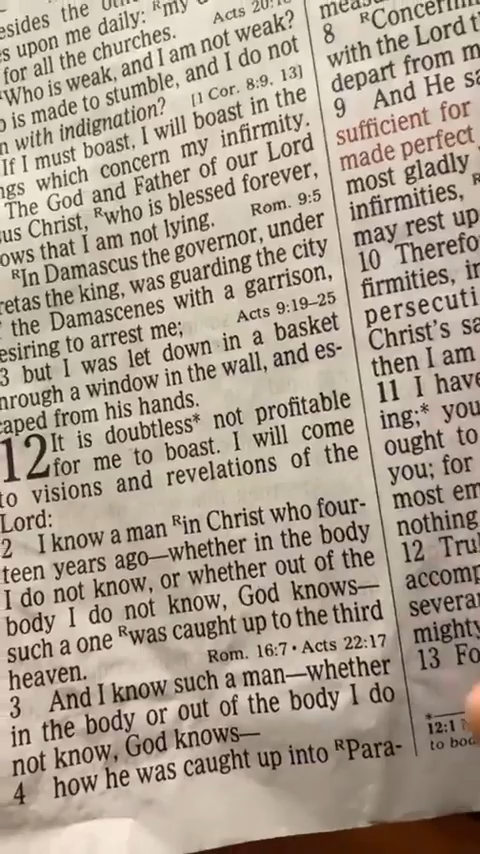 esides the
s upon me daily: ᴿmy
for all the churches. Acts 20:
Who is weak, and I am not weak?
is made to stumble, and I do not
with indignation? [1 Cor. 8:9, 13]
If I must boast, I will boast in the
ngs which concern my infirmity.
The God and Father of our Lord
us Christ, ᴿwho is blessed forever,
ows that I am not lying. Rom. 9:5
ᴿIn Damascus the governor, under
retas the king, was guarding the city
the Damascenes with a garrison,
esiring to arrest me; Acts 9:19–25
3 but I was let down in a basket
hrough a window in the wall, and es-
caped from his hands.
12 It is doubtless* not profitable
for me to boast. I will come
to visions and revelations of the
Lord:
2 I know a man ᴿin Christ who four-
teen years ago—whether in the body
I do not know, or whether out of the
body I do not know, God knows—
such a one ᴿwas caught up to the third
heaven. Rom. 16:7 • Acts 22:17
3 And I know such a man—whether
in the body or out of the body I do
not know, God knows—
4 how he was caught up into ᴿPara-
8 ᴿConcerni
with the Lord t
depart from m
9 And He sa
sufficient for
made perfect
most gladly
infirmities, ᴿ
may rest up
10 Therefo
firmities, in
persecuti
Christ's sa
then I am
11 I have
ing;* you
ought to
you; for
most em
nothing
12 Tru
accomp
severa
mighty
13 Fo
*
12:1
to boa